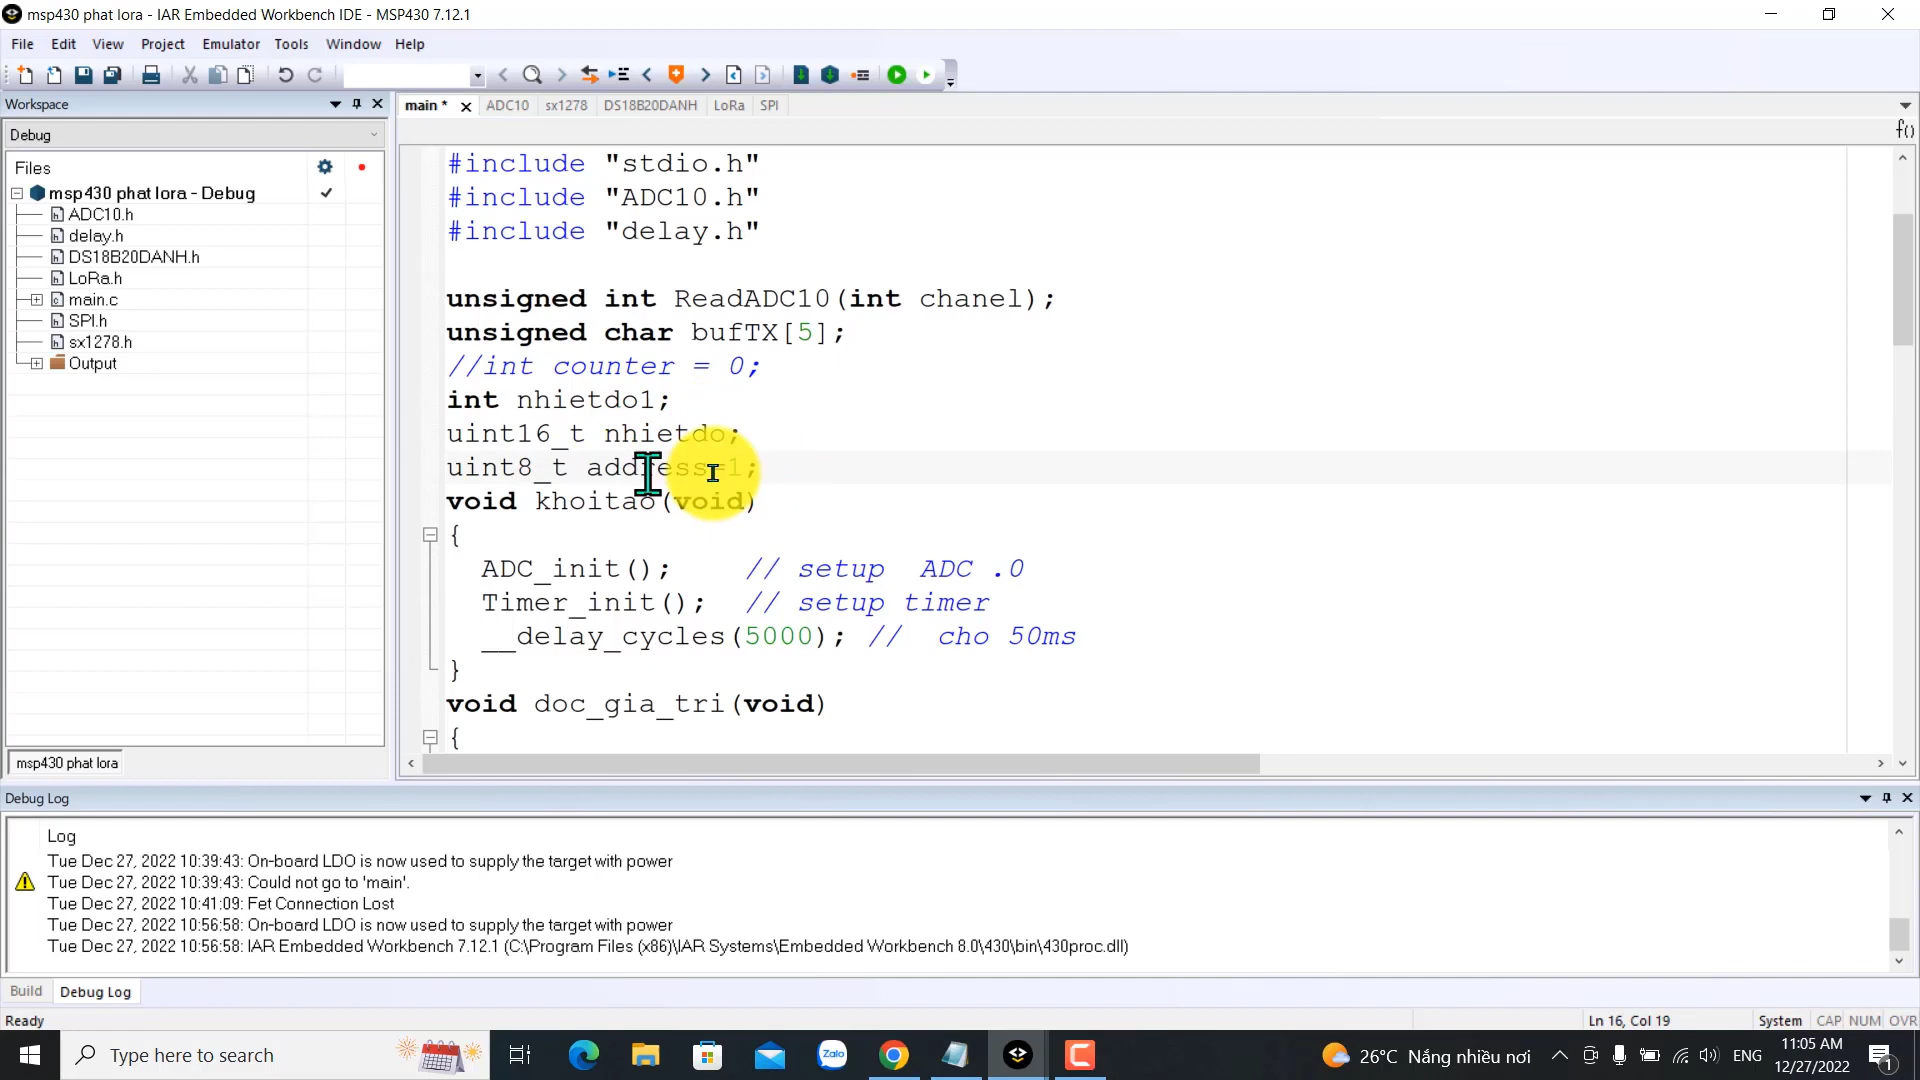 msp430 phat lora - IAR Embedded Workbench IDE - MSP430 7.12.1
File Edit View Project Emulator Tools Window Help
Workspace
main * ADC10 sx1278 DS18B20DANH LoRa SPI
Debug
f()
Files
msp430 phat lora - Debug
ADC10.h
delay.h
DS18B20DANH.h
LoRa.h
main.c
SPI.h
sx1278.h
Output
msp430 phat lora
#include "stdio.h"
#include "ADC10.h"
#include "delay.h"
unsigned int ReadADC10(int chanel);
unsigned char bufTX[5];
//int counter = 0;
int nhietdo1;
uint16_t nhietdo;
uint8_t address=1;
void khoitao(void)
{
ADC_init(); // setup ADC .0
Timer_init(); // setup timer
__delay_cycles(5000); // cho 50ms
}
void doc_gia_tri(void)
{
Debug Log
Log
Tue Dec 27, 2022 10:39:43: On-board LDO is now used to supply the target with power
Tue Dec 27, 2022 10:39:43: Could not go to 'main'.
Tue Dec 27, 2022 10:41:09: Fet Connection Lost
Tue Dec 27, 2022 10:56:58: On-board LDO is now used to supply the target with power
Tue Dec 27, 2022 10:56:58: IAR Embedded Workbench 7.12.1 (C:\Program Files (x86)\IAR Systems\Embedded Workbench 8.0\430\bin\430proc.dll)
Build Debug Log
Ready Ln 16, Col 19 System CAP NUM OVR
Type here to search Zalo 26°C Nắng nhiều nơi ENG 11:05 AM
12/27/2022 1